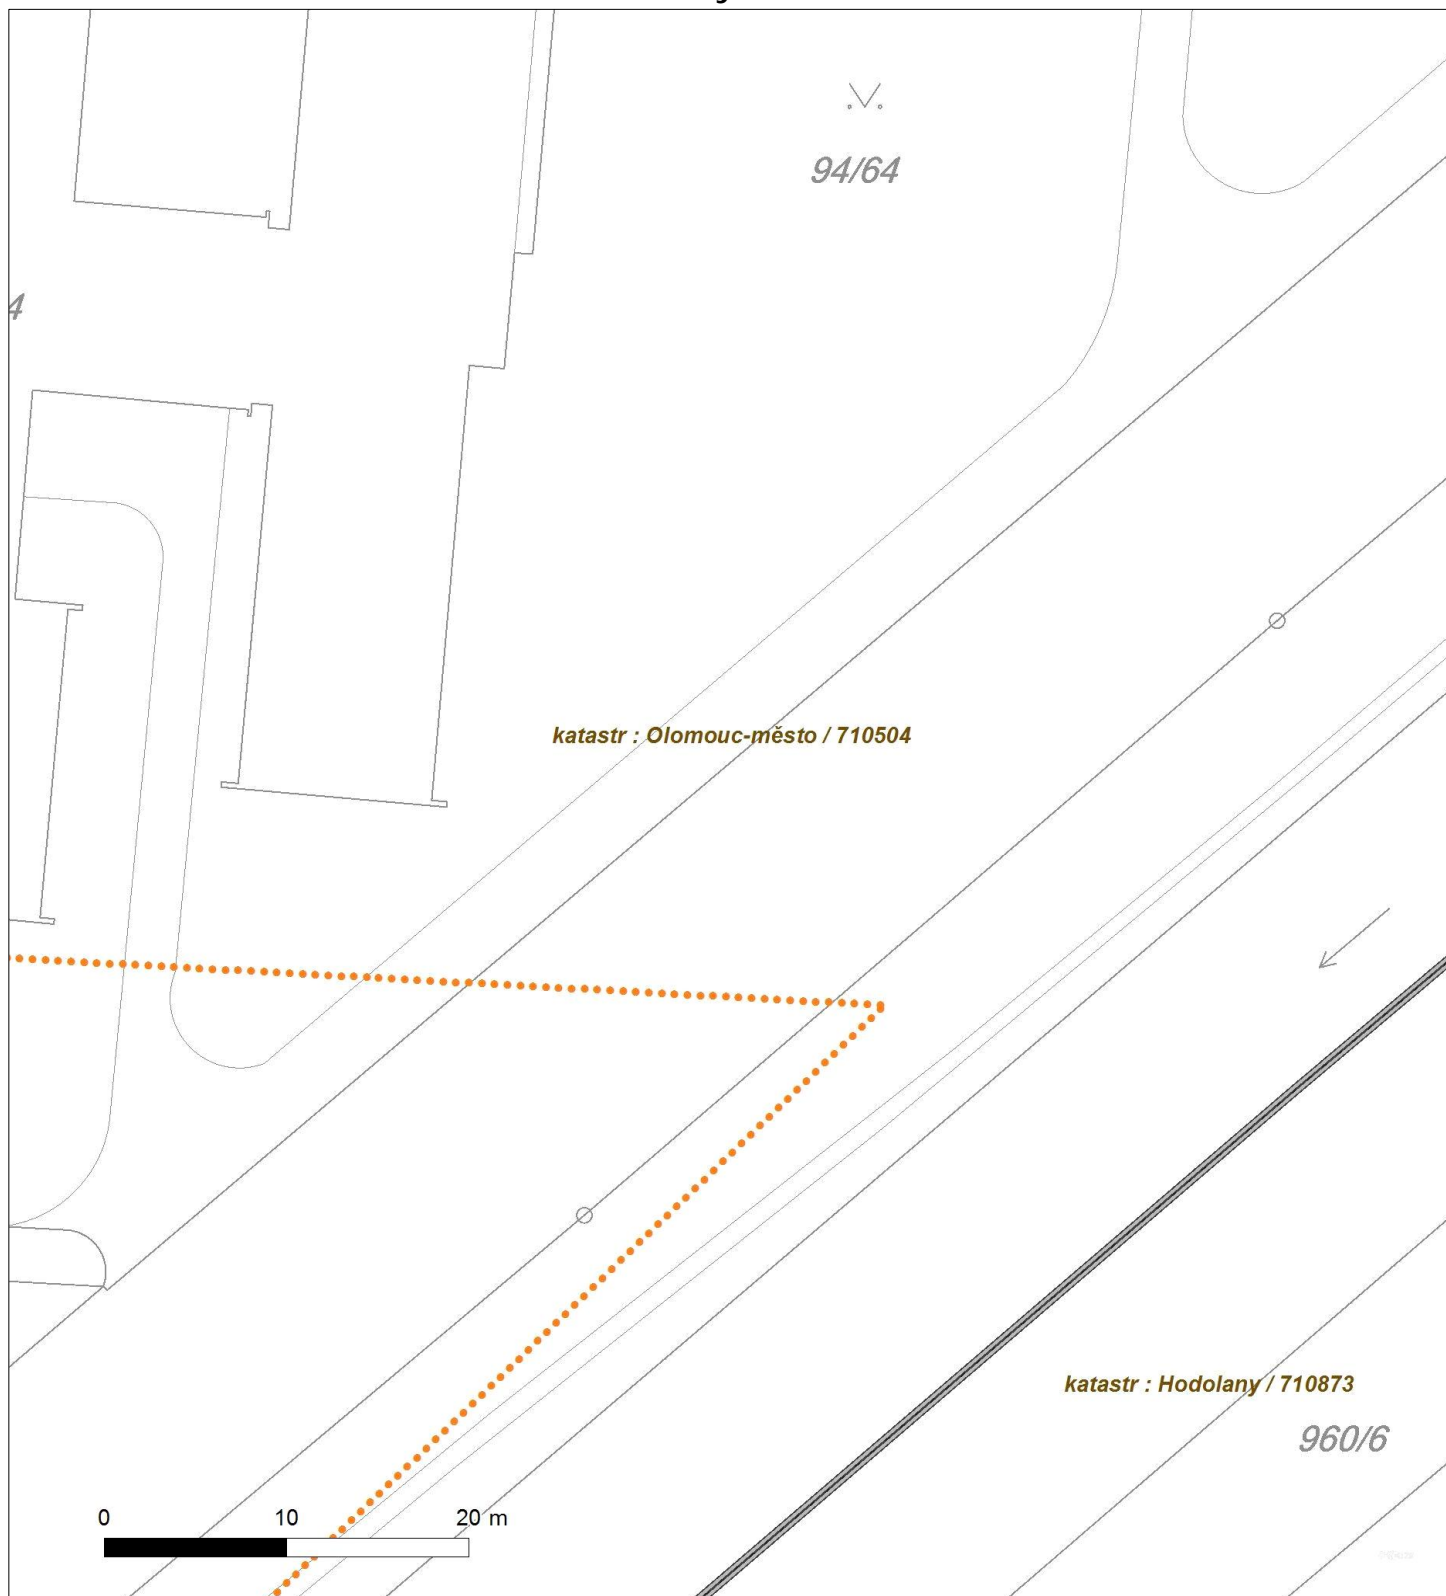 94/64
4
katastr : Olomouc-město / 710504
katastr : Hodolany / 710873
960/6
0 10 20 m